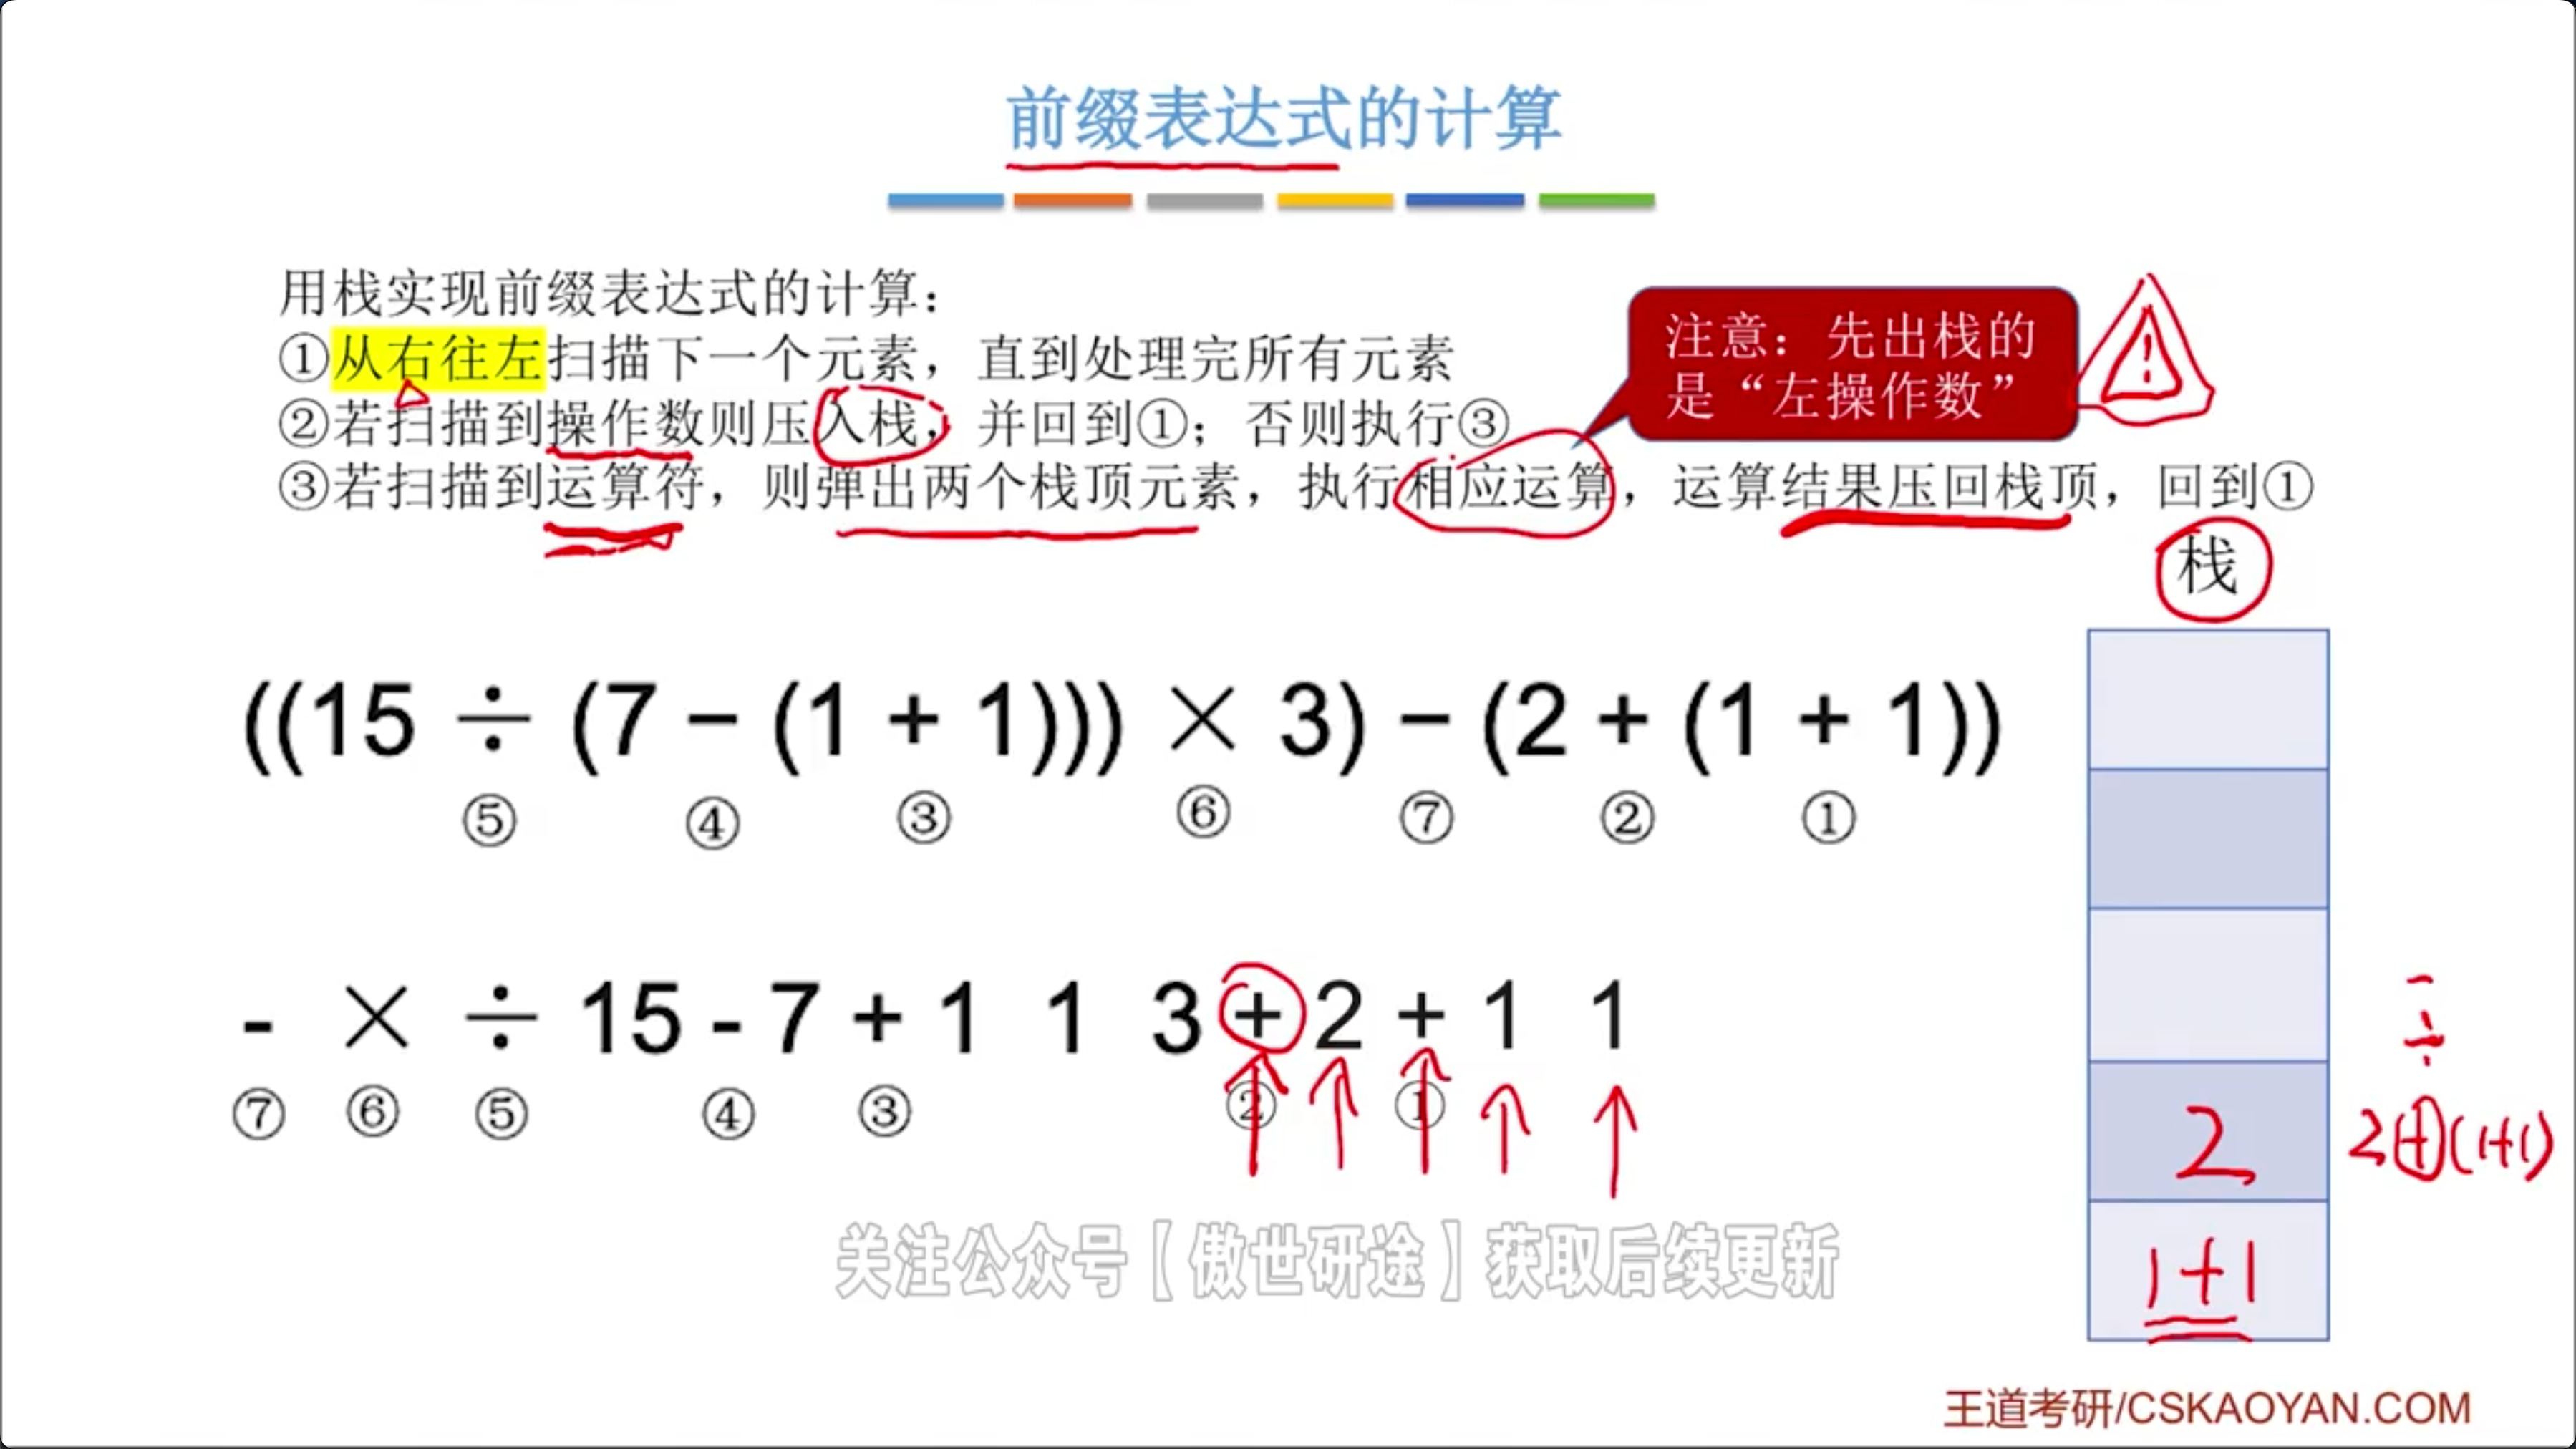 前缀表达式的计算
用栈实现前缀表达式的计算：
①从右往左扫描下一个元素，直到处理完所有元素
②若扫描到操作数则压入栈，并回到①；否则执行③
③若扫描到运算符，则弹出两个栈顶元素，执行相应运算，运算结果压回栈顶，回到①
注意：先出栈的
是“左操作数”
!
栈
((15 ÷ (7 − (1 + 1))) × 3) − (2 + (1 + 1))
⑤ ④ ③ ⑥ ⑦ ② ①
- × ÷ 15 - 7 + 1 1 3 + 2 + 1 1
⑦ ⑥ ⑤ ④ ③ ② ①
-
÷
2
2+(1+1)
1+1
关注公众号【傲世研途】获取后续更新
王道考研/CSKAOYAN.COM